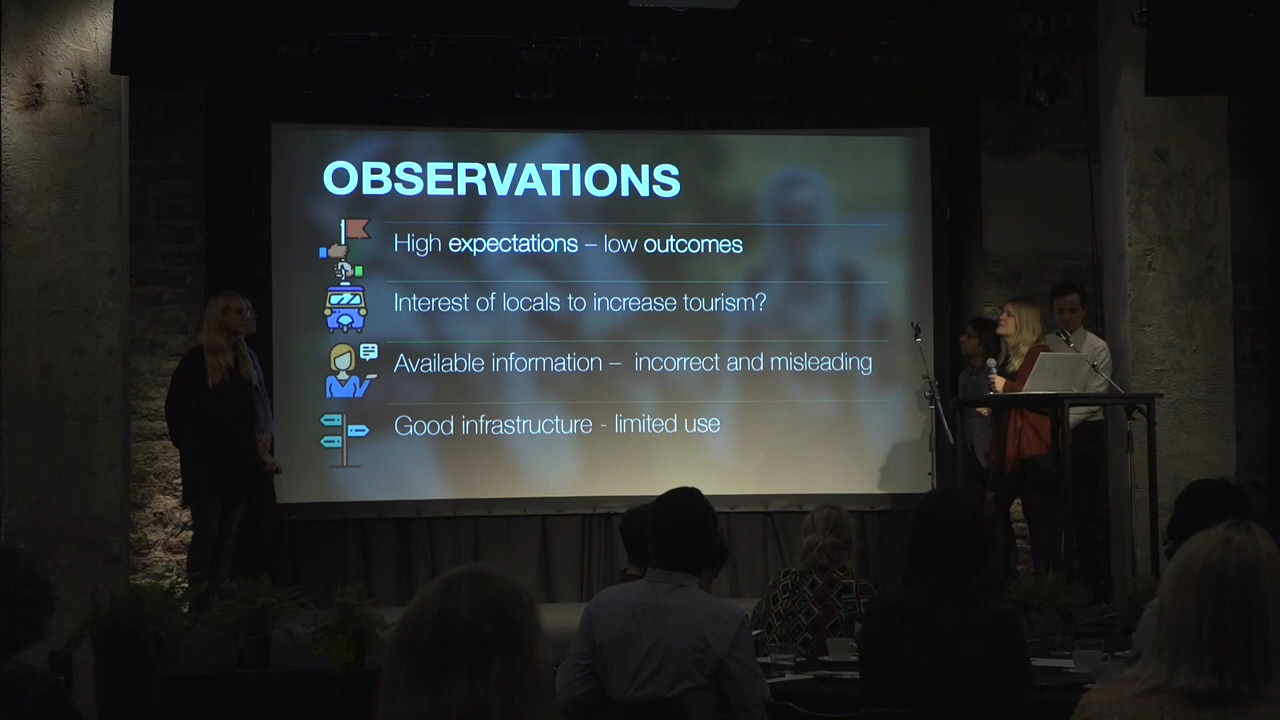 OBSERVATIONS
High expectations – low outcomes
Interest of locals to increase tourism?
Available information – incorrect and misleading
Good infrastructure - limited use